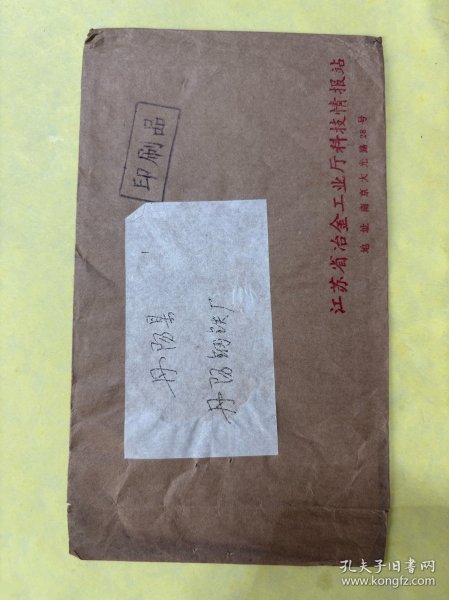 印刷品
丹阳县
丹阳钢铁厂
江苏省冶金工业厅科技情报站
地址 南京大光路28号
孔夫子旧书网
www.kongfz.com